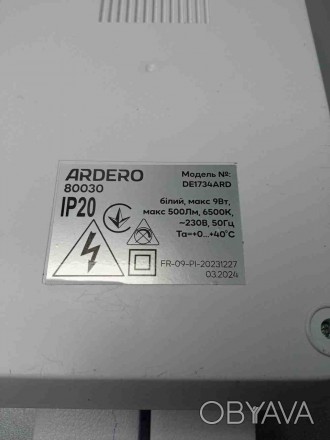 ARDERO
80030
IP20
Модель №:
DE1734ARD
білий, макс 9Вт,
макс 500Лм, 6500К,
~230В, 50Гц
Ta=+0...+40°C
FR-09-PI-20231227
03.2024
OBYAVA